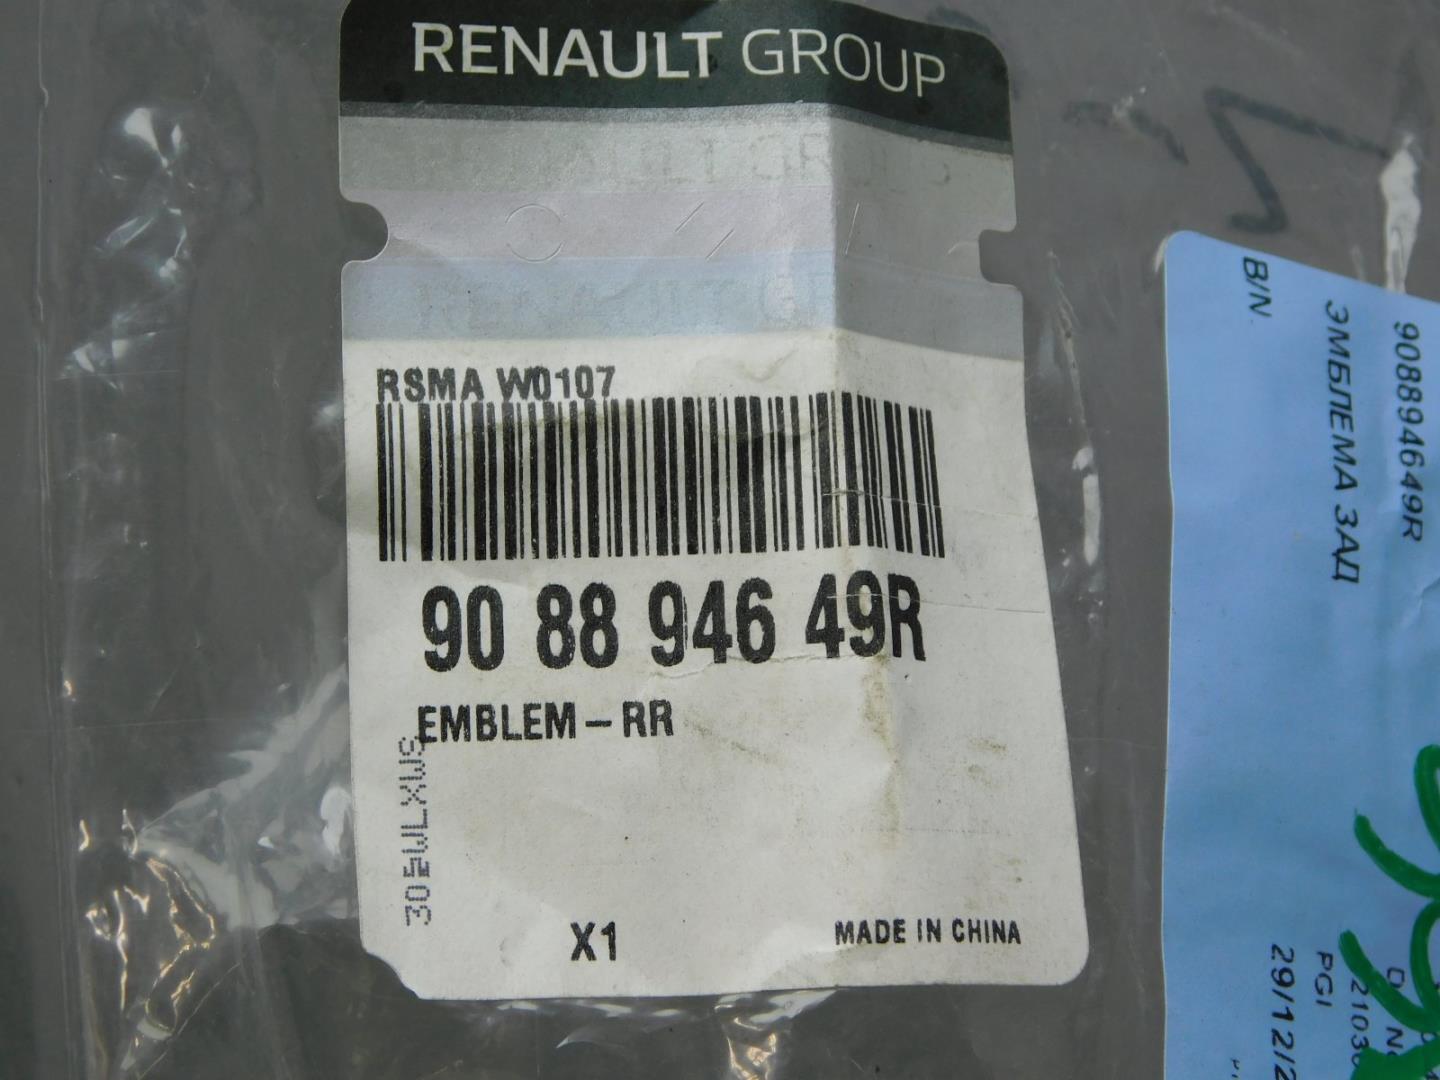 RENAULT GROUP
RSMA W0107
90 88 946 49R
EMBLEM-RR
X1
MADE IN CHINA
908894649R
ЭМБЛЕМА ЗАД
B/N
PGI